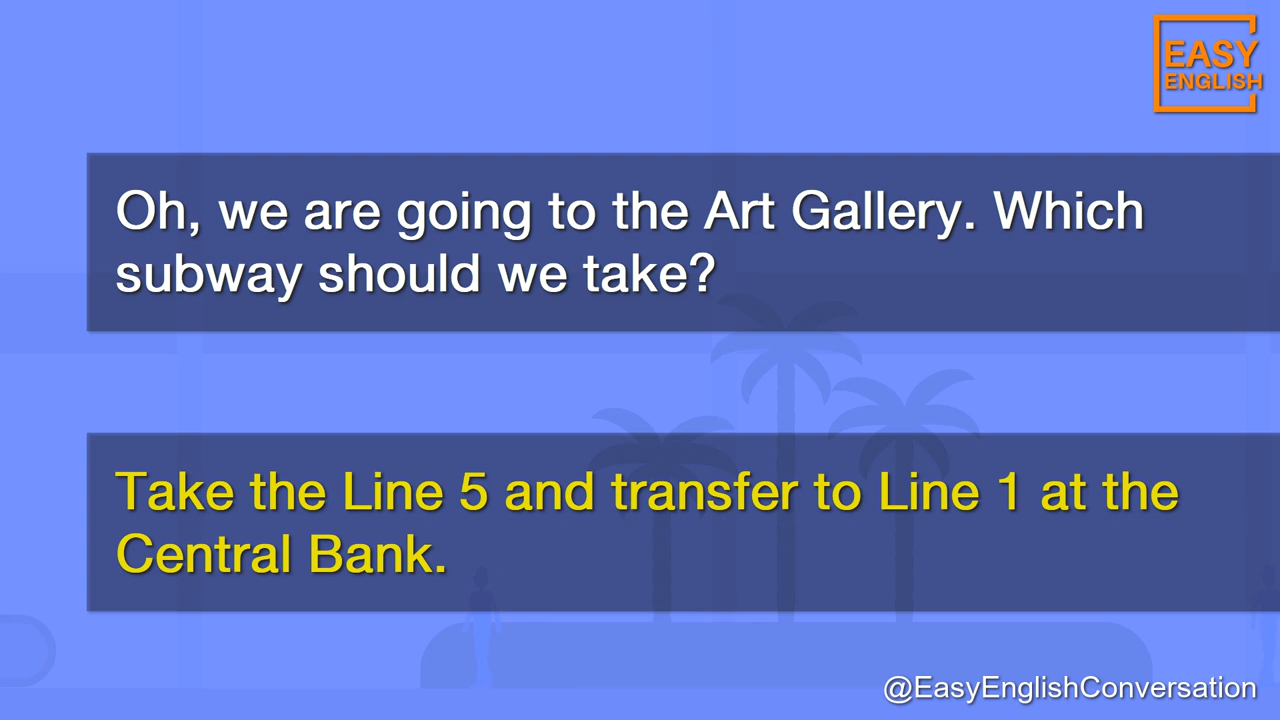 EASY
ENGLISH
Oh, we are going to the Art Gallery. Which
subway should we take?
Take the Line 5 and transfer to Line 1 at the
Central Bank.
@EasyEnglishConversation